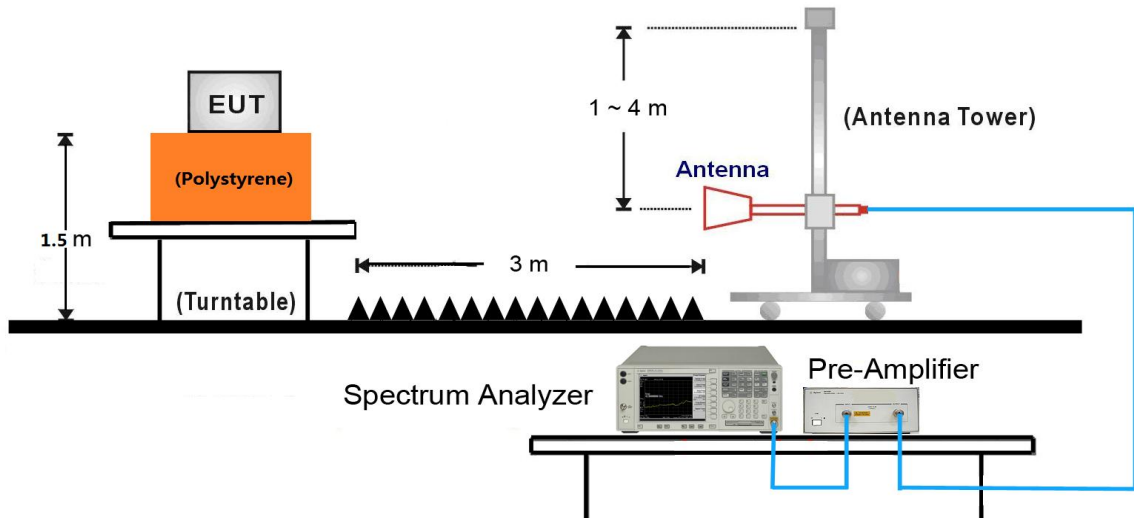 EUT
(Polystyrene)
1.5 m
(Turntable)
3 m
1 ~ 4 m
Antenna
(Antenna Tower)
Spectrum Analyzer
Pre-Amplifier